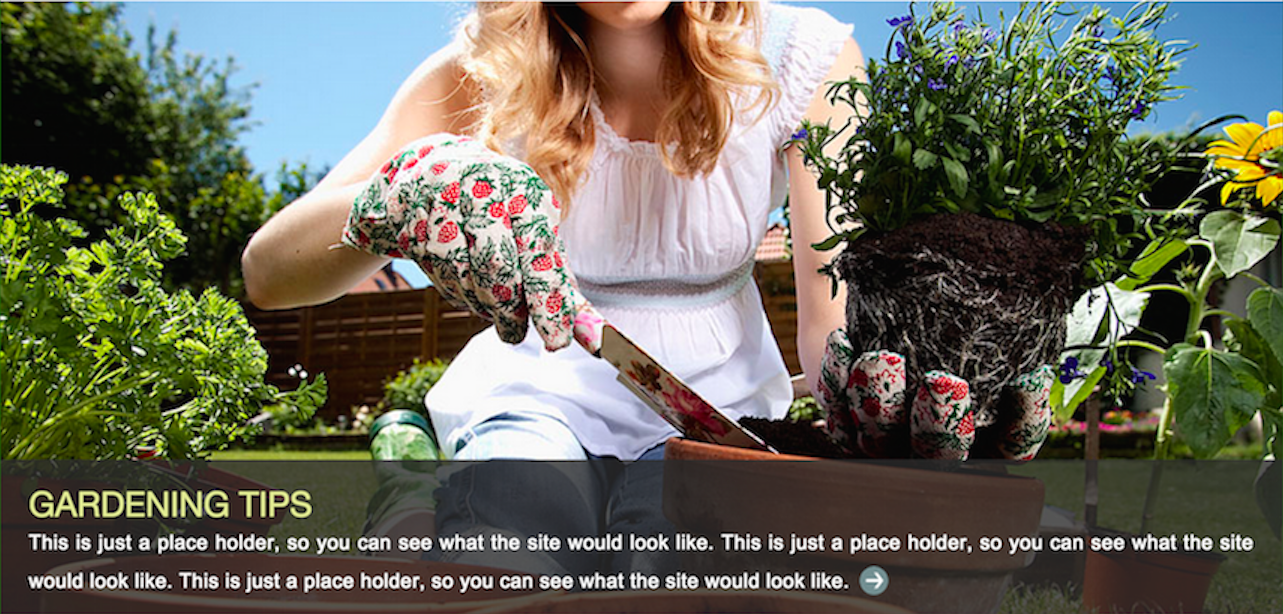 GARDENING TIPS
This is just a place holder, so you can see what the site would look like. This is just a place holder, so you can see what the site
would look like. This is just a place holder, so you can see what the site would look like.